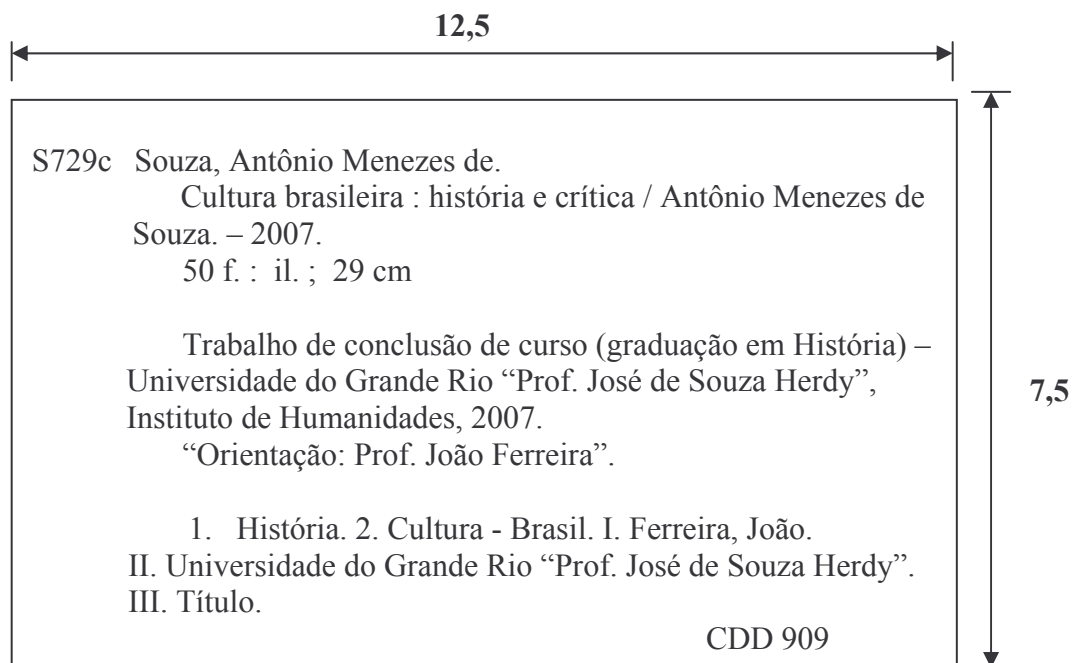 12,5
S729c Souza, Antônio Menezes de.
Cultura brasileira : história e crítica / Antônio Menezes de
Souza. – 2007.
50 f. : il. ; 29 cm
Trabalho de conclusão de curso (graduação em História) –
Universidade do Grande Rio “Prof. José de Souza Herdy”,
Instituto de Humanidades, 2007.
“Orientação: Prof. João Ferreira”.
1. História. 2. Cultura - Brasil. I. Ferreira, João.
II. Universidade do Grande Rio “Prof. José de Souza Herdy”.
III. Título.
CDD 909
7,5